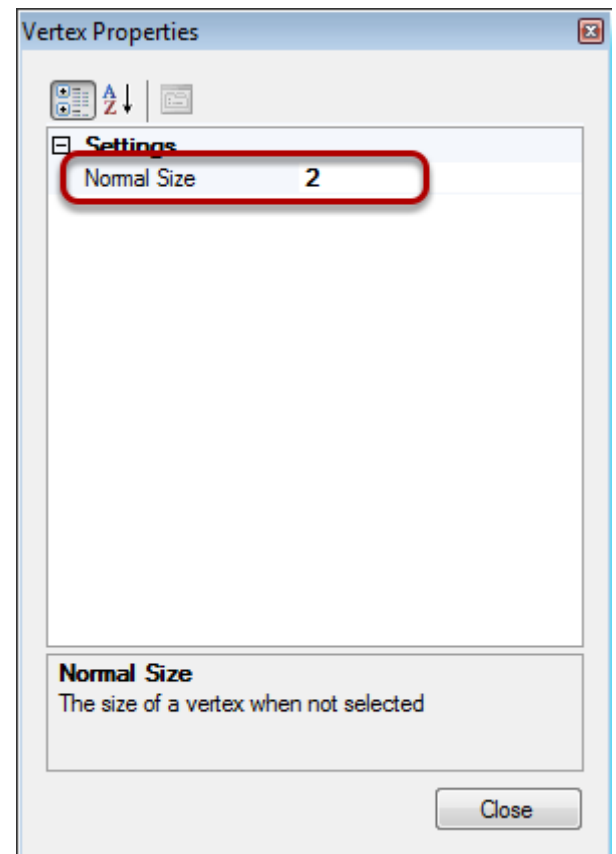 Vertex Properties
A
Z
Settings
Normal Size 2
Normal Size
The size of a vertex when not selected
Close